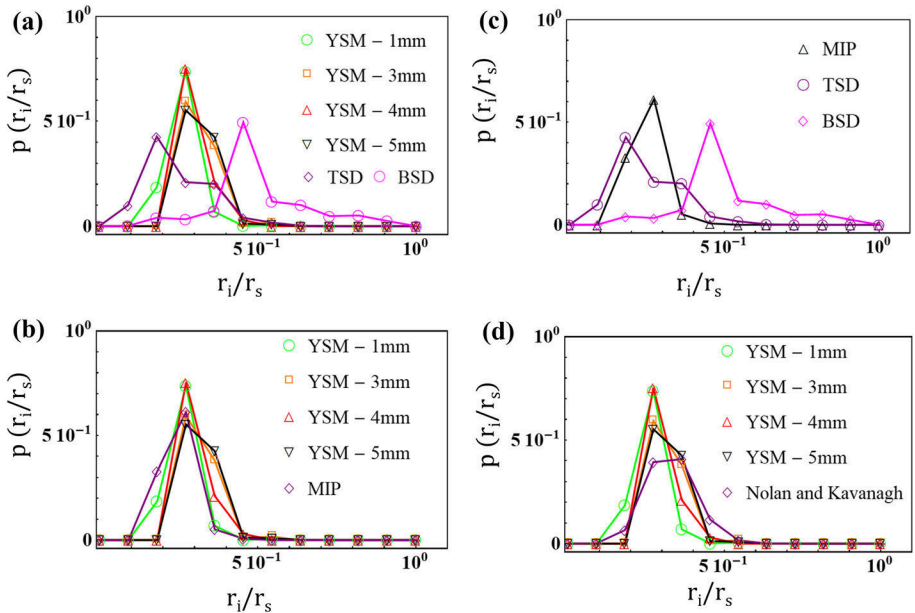 (a)
p (ri/rs)
10⁰
5 10⁻¹
0
YSM – 1mm
YSM – 3mm
YSM – 4mm
YSM – 5mm
TSD BSD
5 10⁻¹ 10⁰
ri/rs
(c)
p (ri/rs)
10⁰
5 10⁻¹
0
MIP
TSD
BSD
5 10⁻¹ 10⁰
ri/rs
(b)
p (ri/rs)
10⁰
5 10⁻¹
0
YSM – 1mm
YSM – 3mm
YSM – 4mm
YSM – 5mm
MIP
5 10⁻¹ 10⁰
ri/rs
(d)
p (ri/rs)
10⁰
5 10⁻¹
0
YSM – 1mm
YSM – 3mm
YSM – 4mm
YSM – 5mm
Nolan and Kavanagh
5 10⁻¹ 10⁰
ri/rs